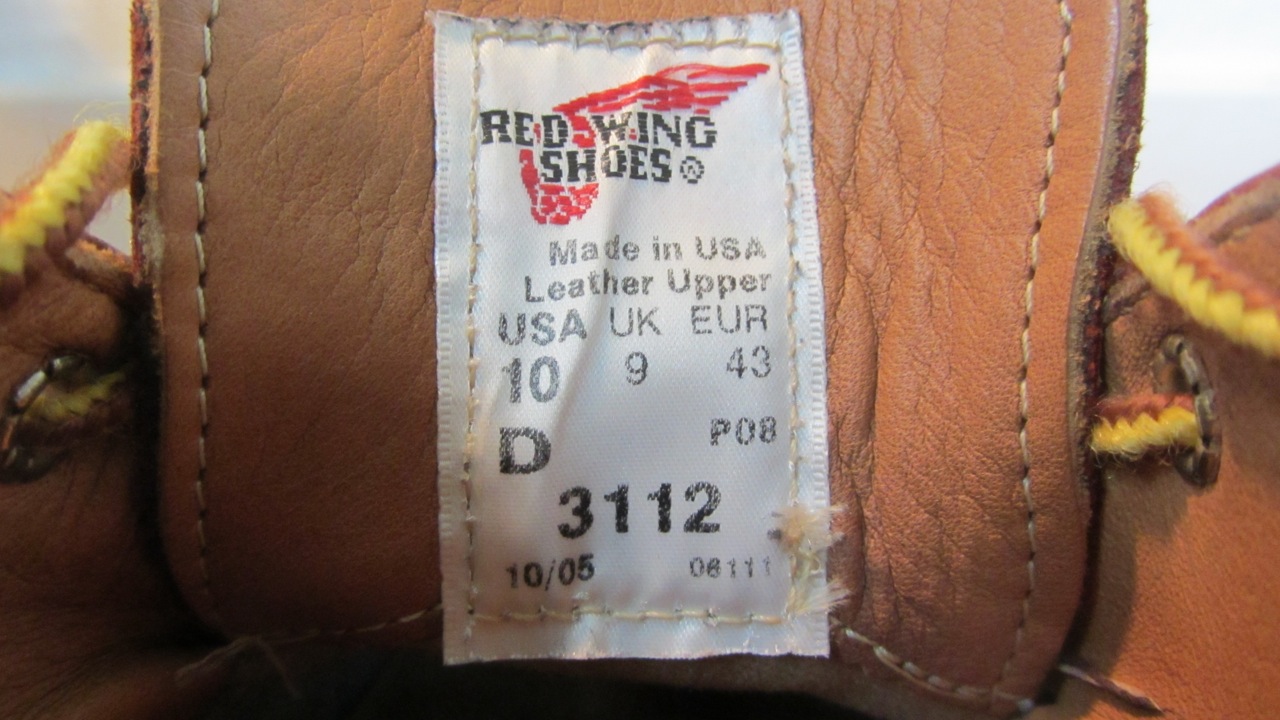 RED WING
SHOES®
Made in USA
Leather Upper
USA UK EUR
10 9 43
D P08
3112
10/05 06111